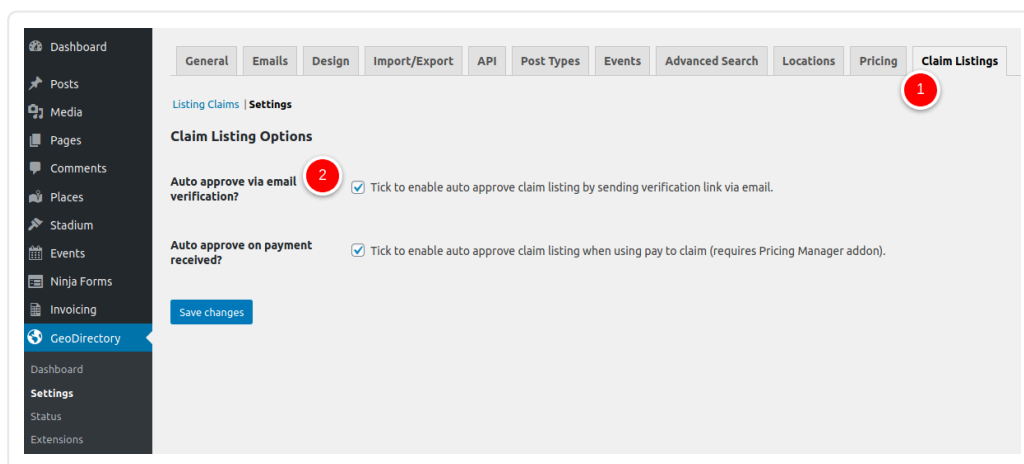 Dashboard
Posts
Media
Pages
Comments
Places
Stadium
Events
Ninja Forms
Invoicing
GeoDirectory
Dashboard
Settings
Status
Extensions
General Emails Design Import/Export API Post Types Events Advanced Search Locations Pricing Claim Listings
1
Listing Claims | Settings
Claim Listing Options
Auto approve via email
verification?
2
Tick to enable auto approve claim listing by sending verification link via email.
Auto approve on payment
received?
Tick to enable auto approve claim listing when using pay to claim (requires Pricing Manager addon).
Save changes